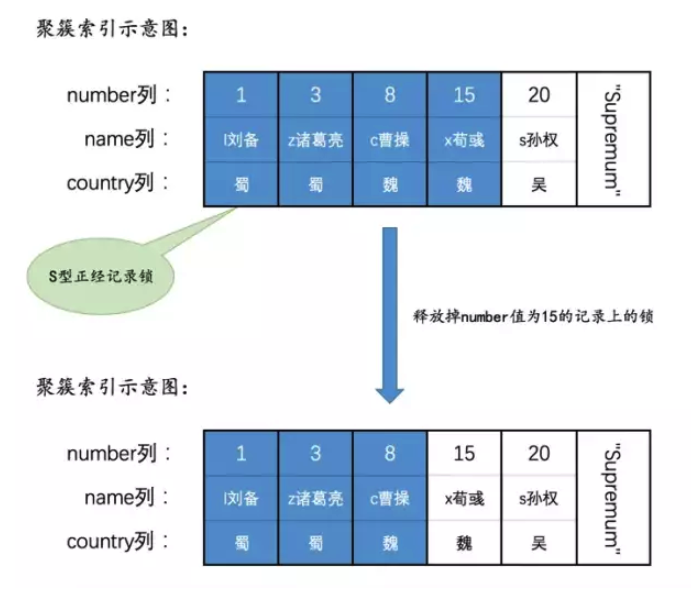 聚簇索引示意图:
number列: 1 3 8 15 20 "Supremum"
name列: l刘备 z诸葛亮 c曹操 x荀彧 s孙权
country列: 蜀 蜀 魏 魏 吴
S型正经记录锁
释放掉number值为15的记录上的锁
聚簇索引示意图:
number列: 1 3 8 15 20 "Supremum"
name列: l刘备 z诸葛亮 c曹操 x荀彧 s孙权
country列: 蜀 蜀 魏 魏 吴